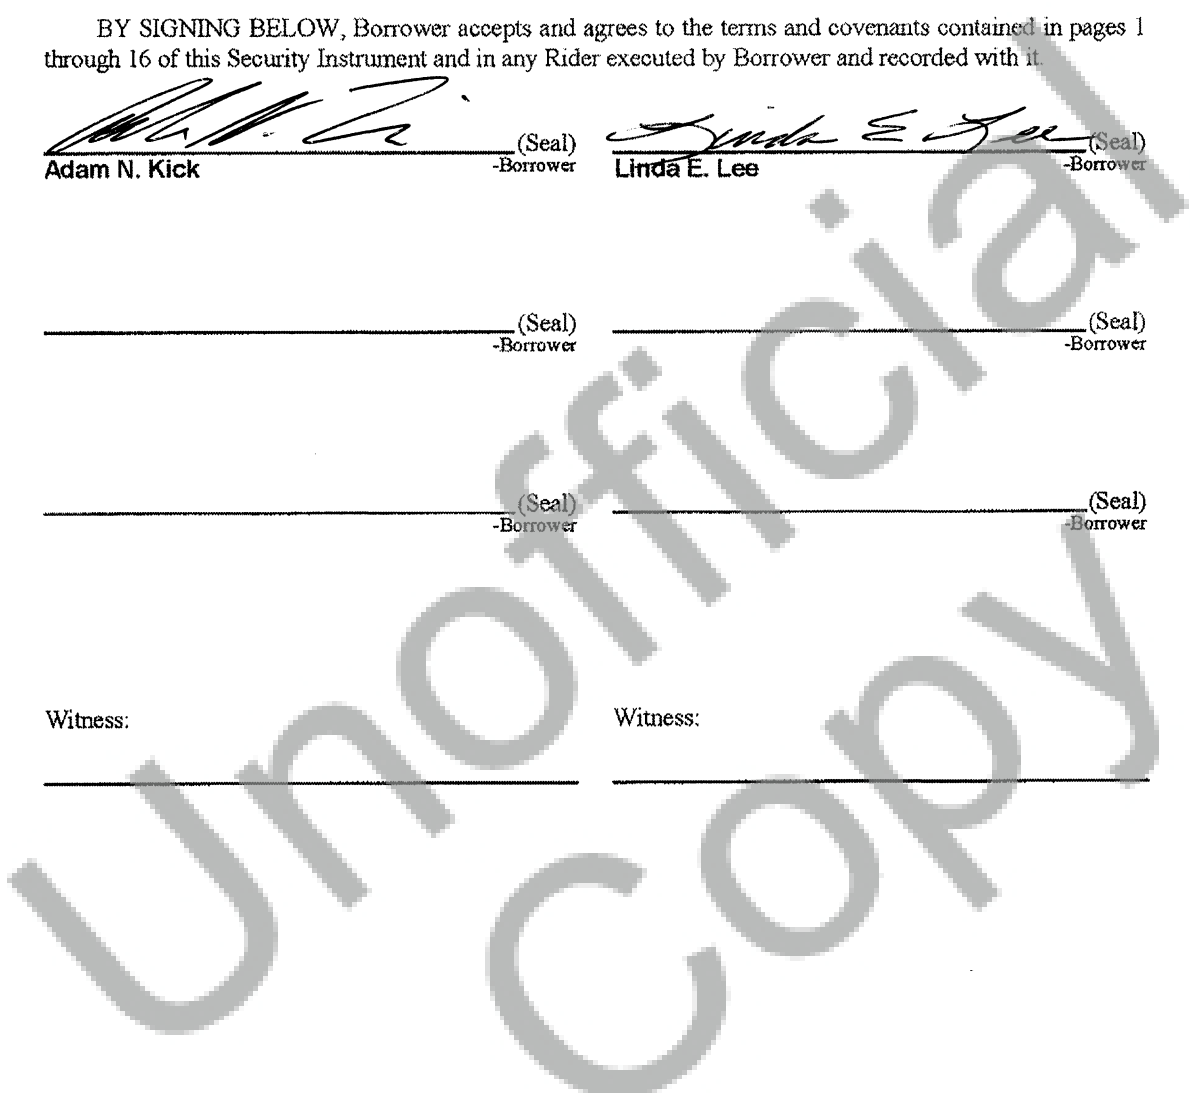 BY SIGNING BELOW, Borrower accepts and agrees to the terms and covenants contained in pages 1
through 16 of this Security Instrument and in any Rider executed by Borrower and recorded with it.
Linda E Lee
(Seal) (Seal)
Adam N. Kick -Borrower Linda E. Lee -Borrower
(Seal) (Seal)
-Borrower -Borrower
(Seal) (Seal)
-Borrower -Borrower
Witness: Witness:
Unofficial
Copy